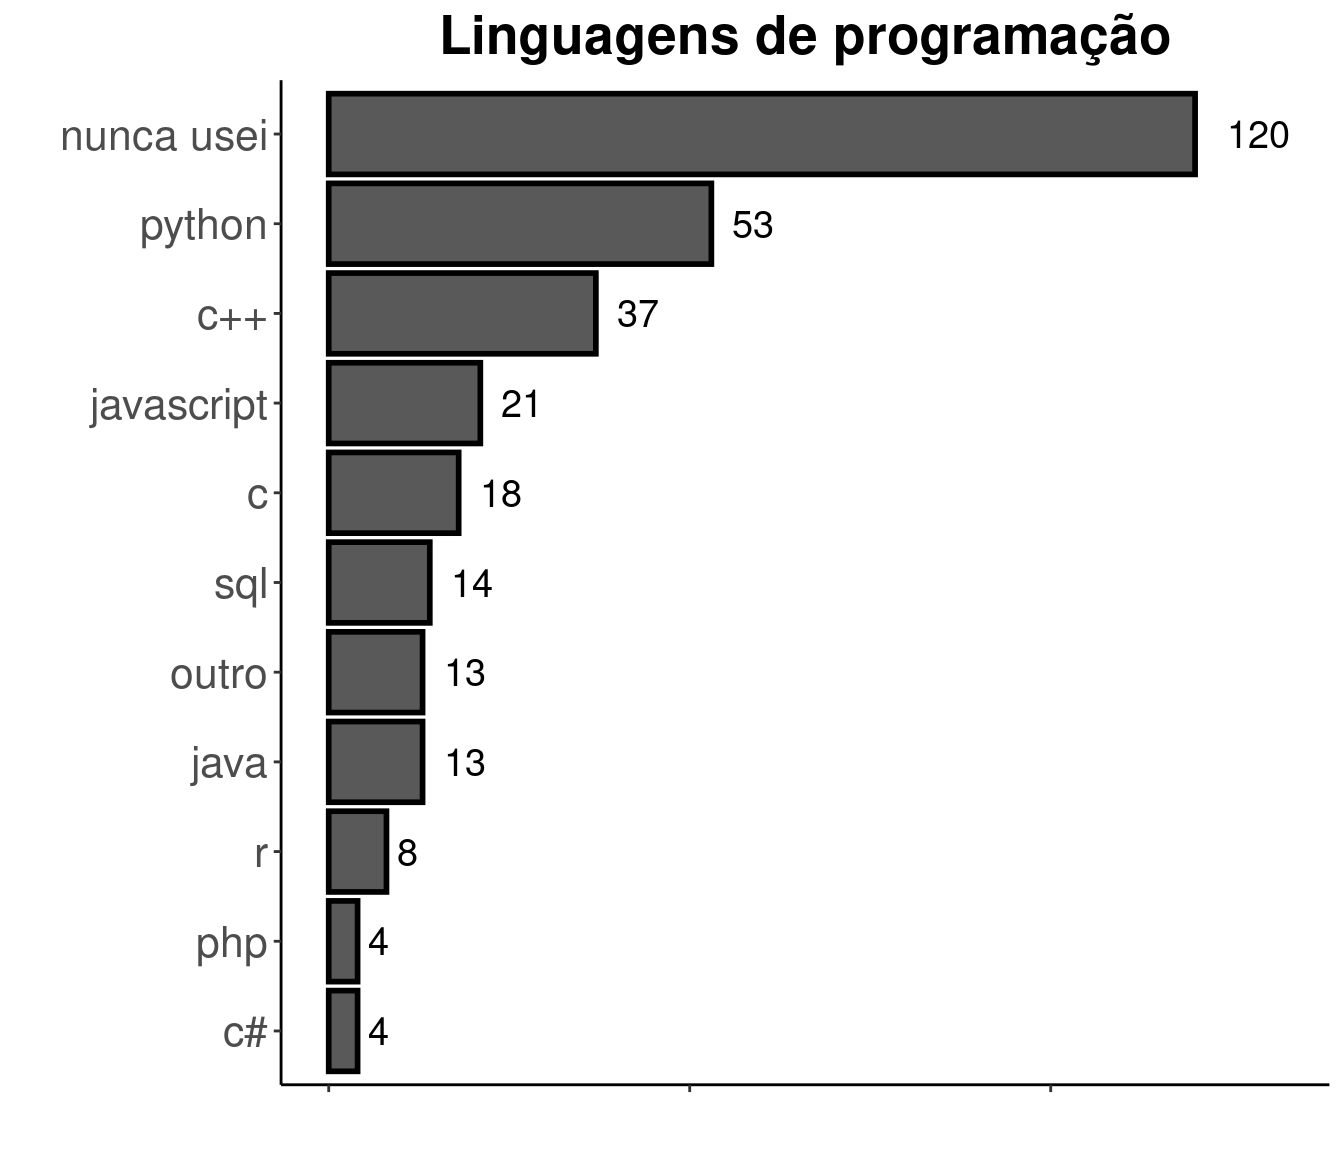 Linguagens de programação
nunca usei 120
python 53
c++ 37
javascript 21
c 18
sql 14
outro 13
java 13
r 8
php 4
c# 4